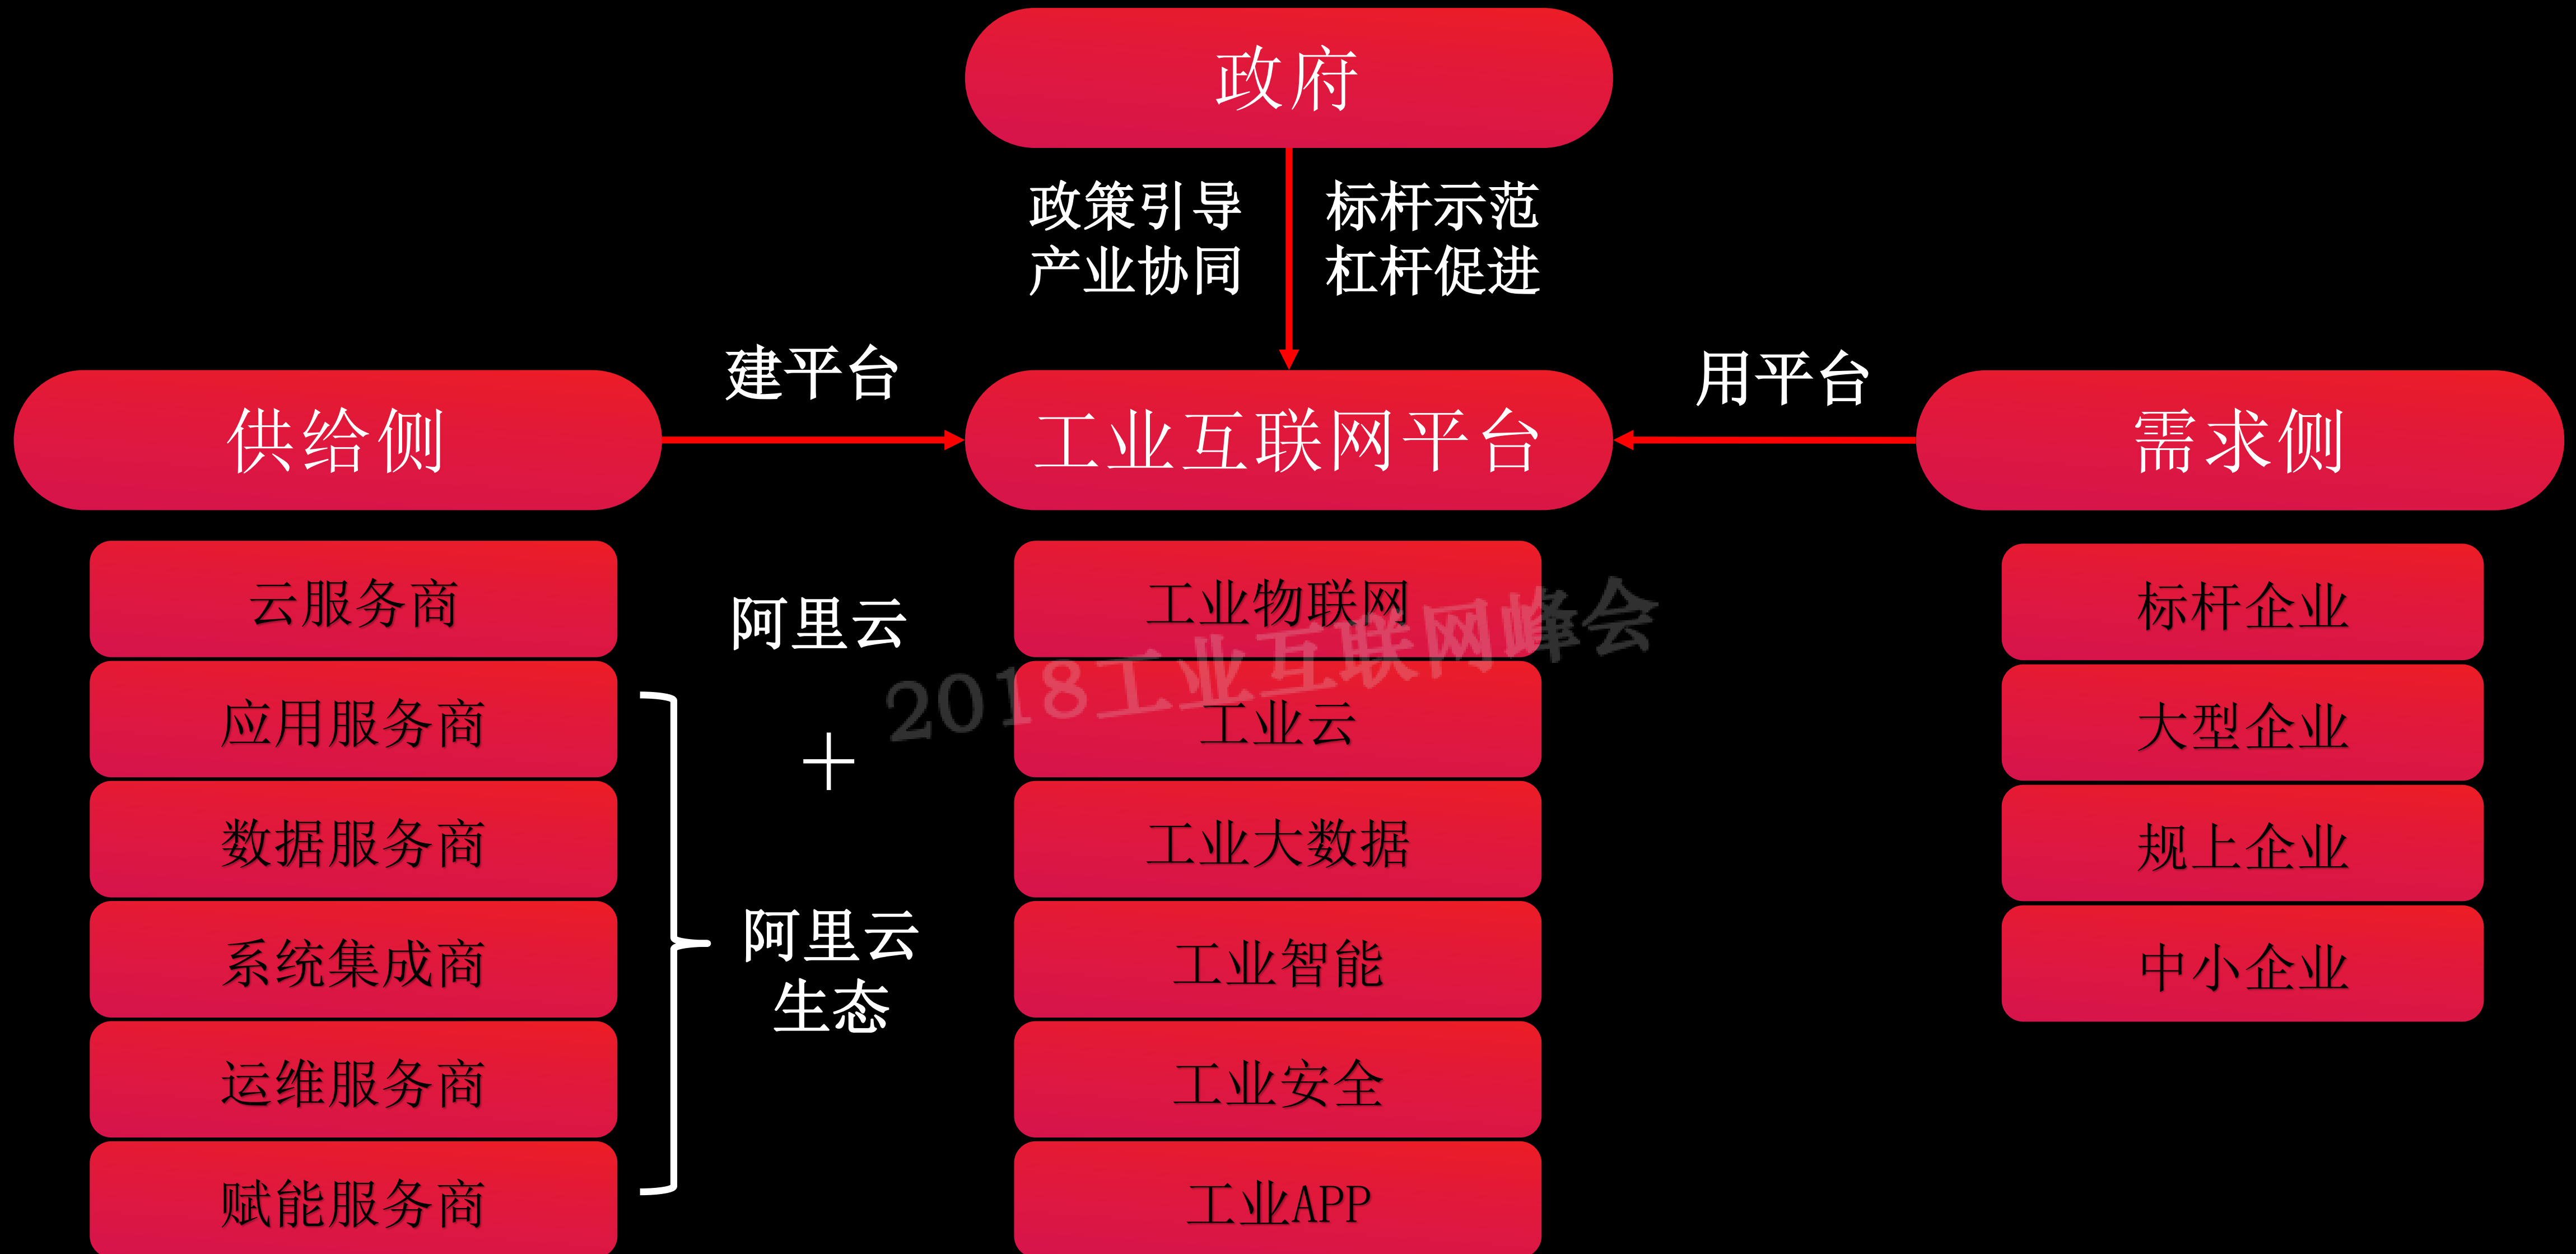 政府
政策引导
产业协同
标杆示范
杠杆促进
供给侧
建平台
工业互联网平台
用平台
需求侧
云服务商
应用服务商
数据服务商
系统集成商
运维服务商
赋能服务商
阿里云
+
阿里云
生态
工业物联网
工业云
工业大数据
工业智能
工业安全
工业APP
标杆企业
大型企业
规上企业
中小企业
2018工业互联网峰会